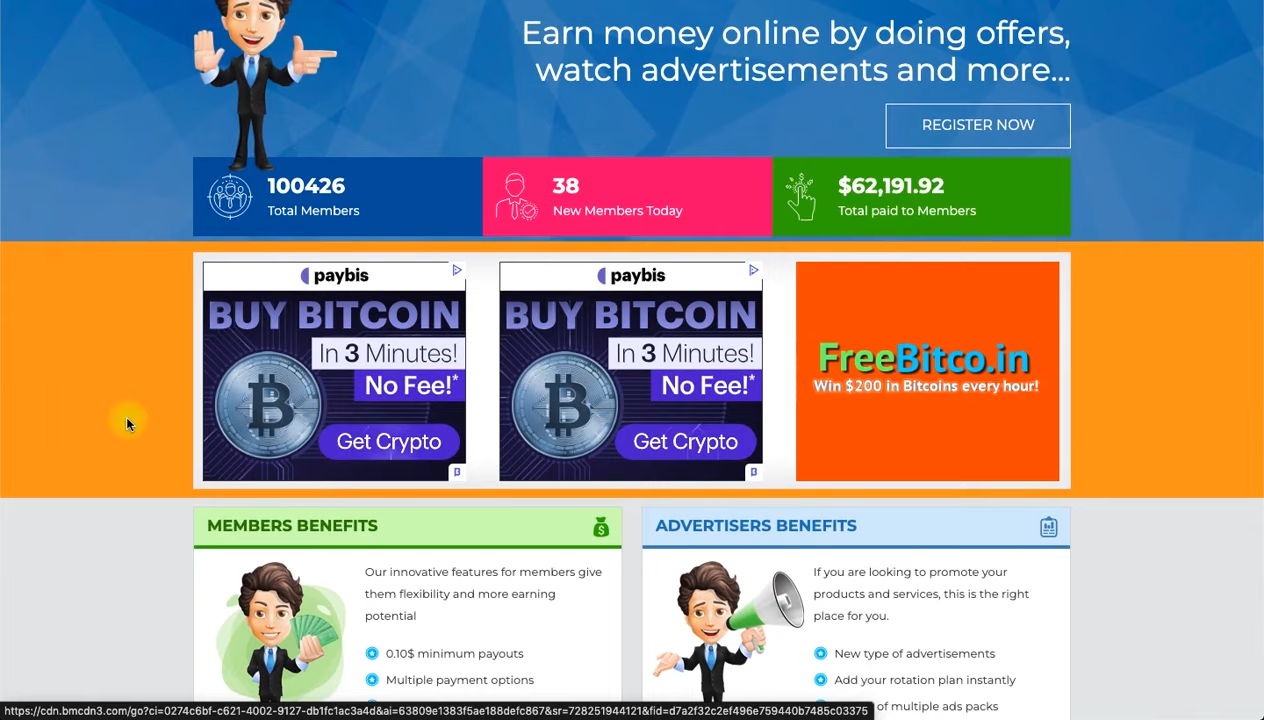 Earn money online by doing offers,
watch advertisements and more...
REGISTER NOW
100426
Total Members
38
New Members Today
$62,191.92
Total paid to Members
paybis
BUY BITCOIN
In 3 Minutes!
No Fee!*
Get Crypto
paybis
BUY BITCOIN
In 3 Minutes!
No Fee!*
Get Crypto
FreeBitco.in
Win $200 in Bitcoins every hour!
MEMBERS BENEFITS
Our innovative features for members give
them flexibility and more earning
potential
0.10$ minimum payouts
Multiple payment options
ADVERTISERS BENEFITS
If you are looking to promote your
products and services, this is the right
place for you.
New type of advertisements
Add your rotation plan instantly
of multiple ads packs
https://cdn.bmcdn3.com/go?ci=0274c6bf-c621-4002-9127-db1fc1ac3a4d&ai=63809e1383f5ae188defc867&sr=728251944121&fid=d7a2f32c2ef496e759440b7485c03375